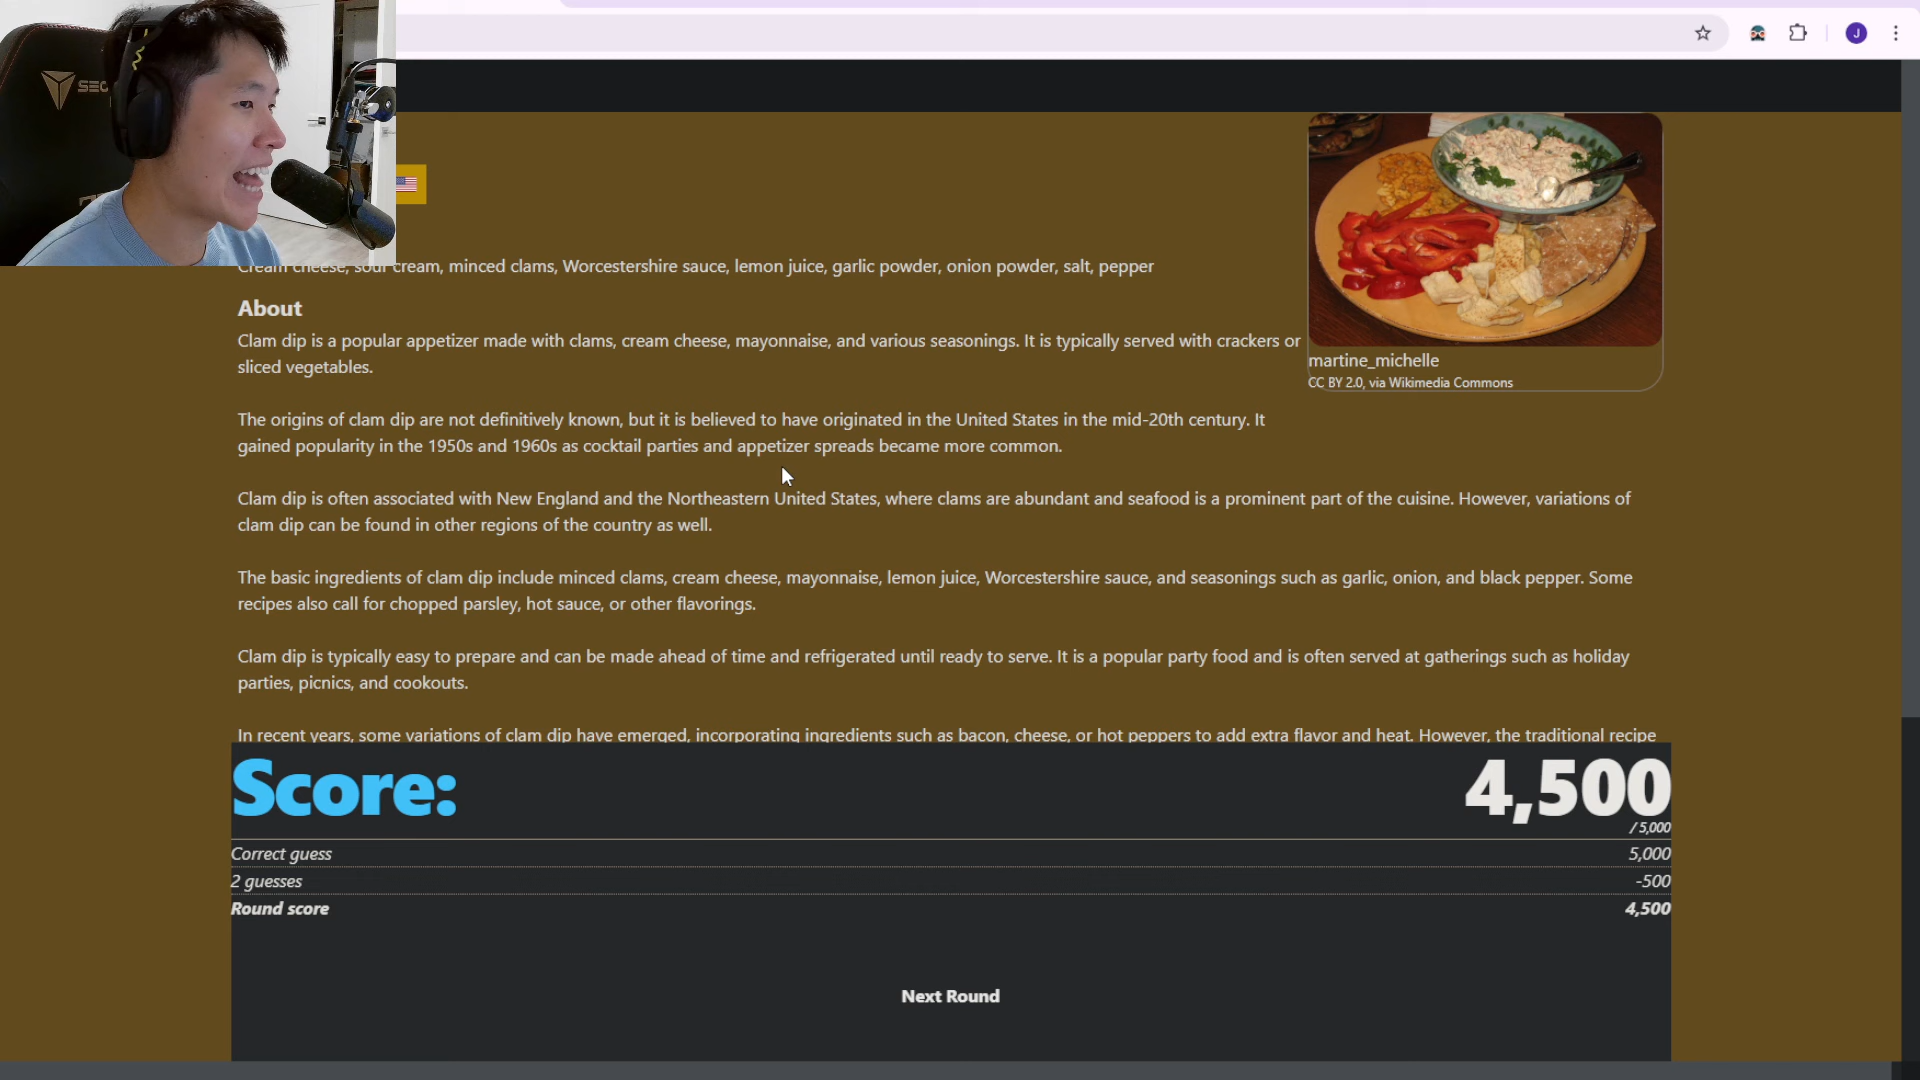 SEC
J
Cream cheese, sour cream, minced clams, Worcestershire sauce, lemon juice, garlic powder, onion powder, salt, pepper
About
Clam dip is a popular appetizer made with clams, cream cheese, mayonnaise, and various seasonings. It is typically served with crackers or
sliced vegetables.
martine_michelle
CC BY 2.0, via Wikimedia Commons
The origins of clam dip are not definitively known, but it is believed to have originated in the United States in the mid-20th century. It
gained popularity in the 1950s and 1960s as cocktail parties and appetizer spreads became more common.
Clam dip is often associated with New England and the Northeastern United States, where clams are abundant and seafood is a prominent part of the cuisine. However, variations of
clam dip can be found in other regions of the country as well.
The basic ingredients of clam dip include minced clams, cream cheese, mayonnaise, lemon juice, Worcestershire sauce, and seasonings such as garlic, onion, and black pepper. Some
recipes also call for chopped parsley, hot sauce, or other flavorings.
Clam dip is typically easy to prepare and can be made ahead of time and refrigerated until ready to serve. It is a popular party food and is often served at gatherings such as holiday
parties, picnics, and cookouts.
In recent years, some variations of clam dip have emerged, incorporating ingredients such as bacon, cheese, or hot peppers to add extra flavor and heat. However, the traditional recipe
Score: 4,500
/ 5,000
Correct guess 5,000
2 guesses -500
Round score 4,500
Next Round